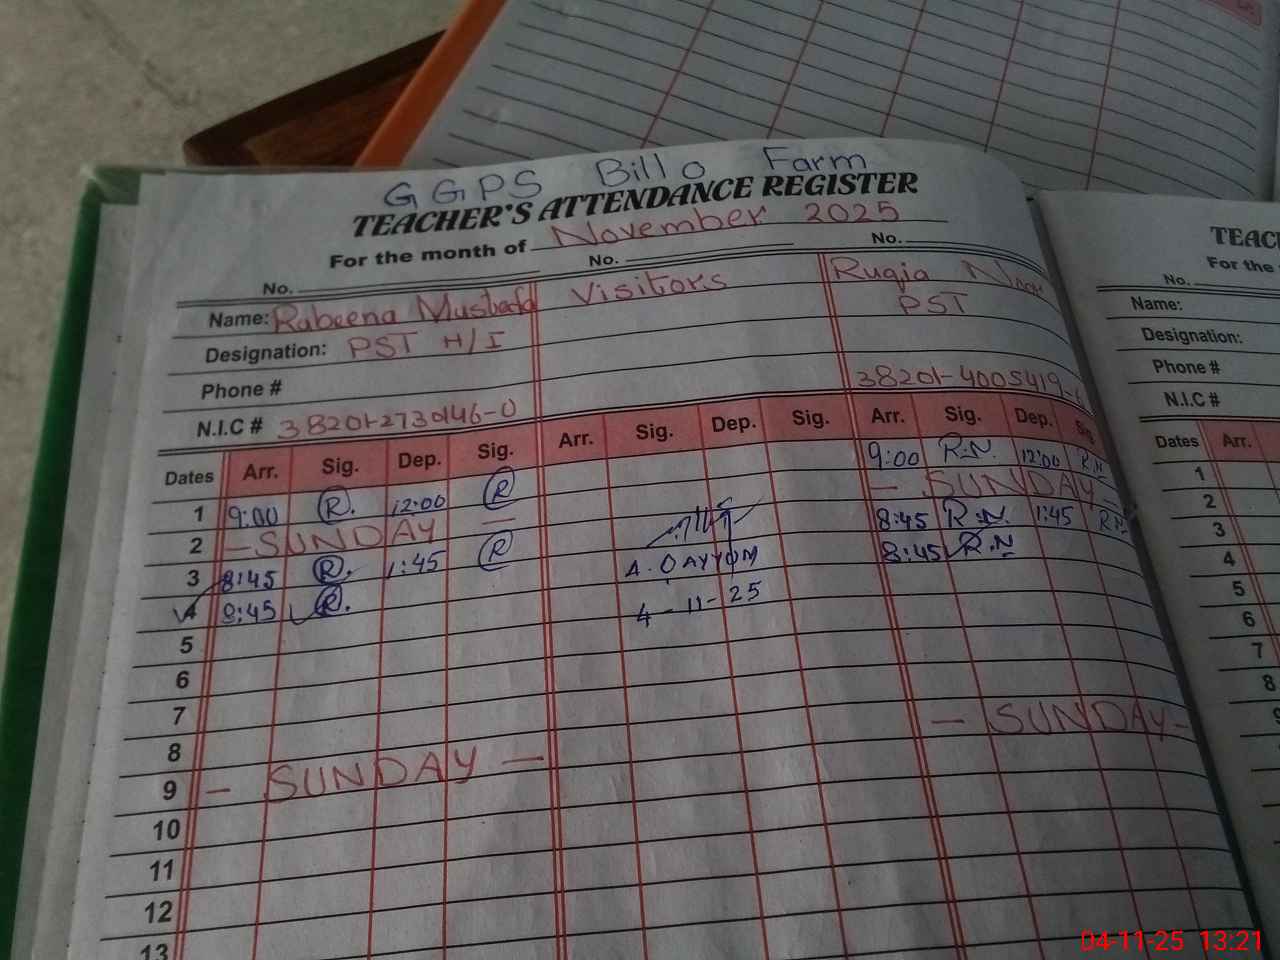 GGPS Billo Farm
TEACHER'S ATTENDANCE REGISTER
For the month of November 2025
No. No. No.
Name: Rabeena Mustafa Visitors Ruqia Noor
Designation: PST H/I PST
Phone #
N.I.C # 38201-2730146-0 38201-4005419-
Dates Arr. Sig. Dep. Sig. Arr. Sig. Dep. Sig. Arr. Sig. Dep. Sig.
1 9:00 R. 12:00 R 9:00 R.N. 12:00 R.N
2 - SUNDAY - - SUNDAY -
3 8:45 R. 1:45 R 8:45 R.N. 1:45 R.N
4 8:45 R. A. QAYYUM 8:45 R.N
4-11-25
5
6
7
8
9 - SUNDAY - - SUNDAY -
10
11
12
13
TEAC
For the
No.
Name:
Designation:
Phone #
N.I.C #
Dates Arr.
1
2
3
4
5
6
7
8
04-11-25 13:21